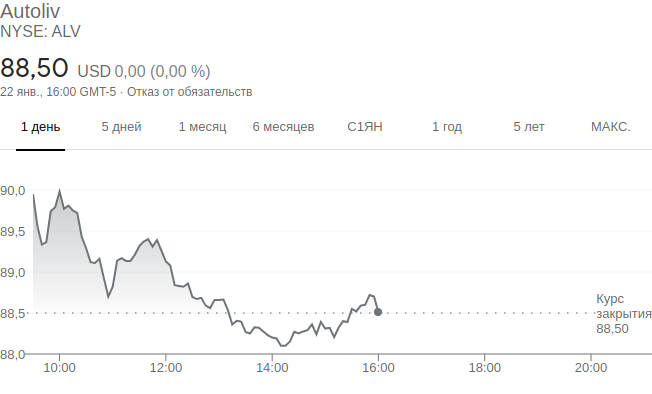 Autoliv
NYSE: ALV
88,50 USD 0,00 (0,00 %)
22 янв., 16:00 GMT-5 · Отказ от обязательств
1 день 5 дней 1 месяц 6 месяцев С1ЯН 1 год 5 лет МАКС.
90,0
89,5
89,0
Курс
закрытия
88,50
88,5
88,0
10:00 12:00 14:00 16:00 18:00 20:00